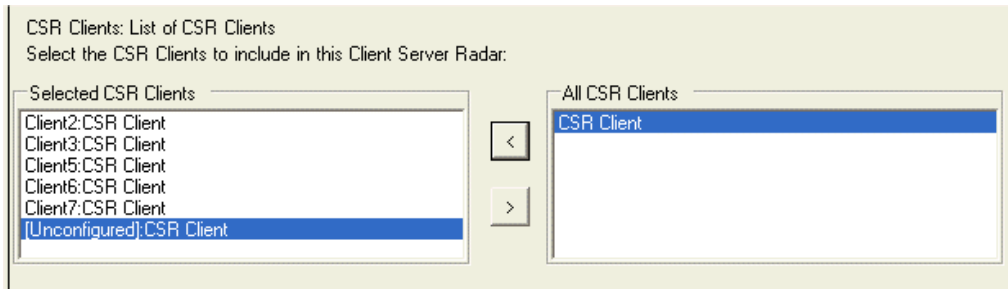 CSR Clients: List of CSR Clients
Select the CSR Clients to include in this Client Server Radar:
Selected CSR Clients
Client2:CSR Client
Client3:CSR Client
Client5:CSR Client
Client6:CSR Client
Client7:CSR Client
[Unconfigured]:CSR Client
<
>
All CSR Clients
CSR Client